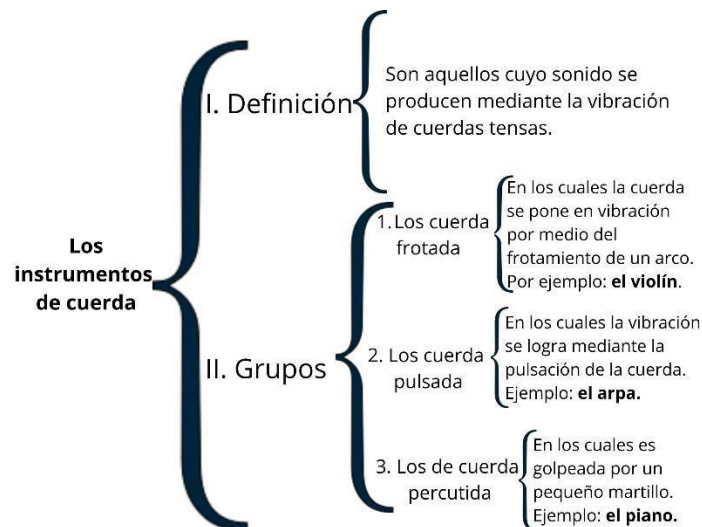 Los
instrumentos
de cuerda
I. Definición
Son aquellos cuyo sonido se
producen mediante la vibración
de cuerdas tensas.
II. Grupos
1. Los cuerda
frotada
En los cuales la cuerda
se pone en vibración
por medio del
frotamiento de un arco.
Por ejemplo: el violín.
2. Los cuerda
pulsada
En los cuales la vibración
se logra mediante la
pulsación de la cuerda.
Ejemplo: el arpa.
3. Los de cuerda
percutida
En los cuales es
golpeada por un
pequeño martillo.
Ejemplo: el piano.